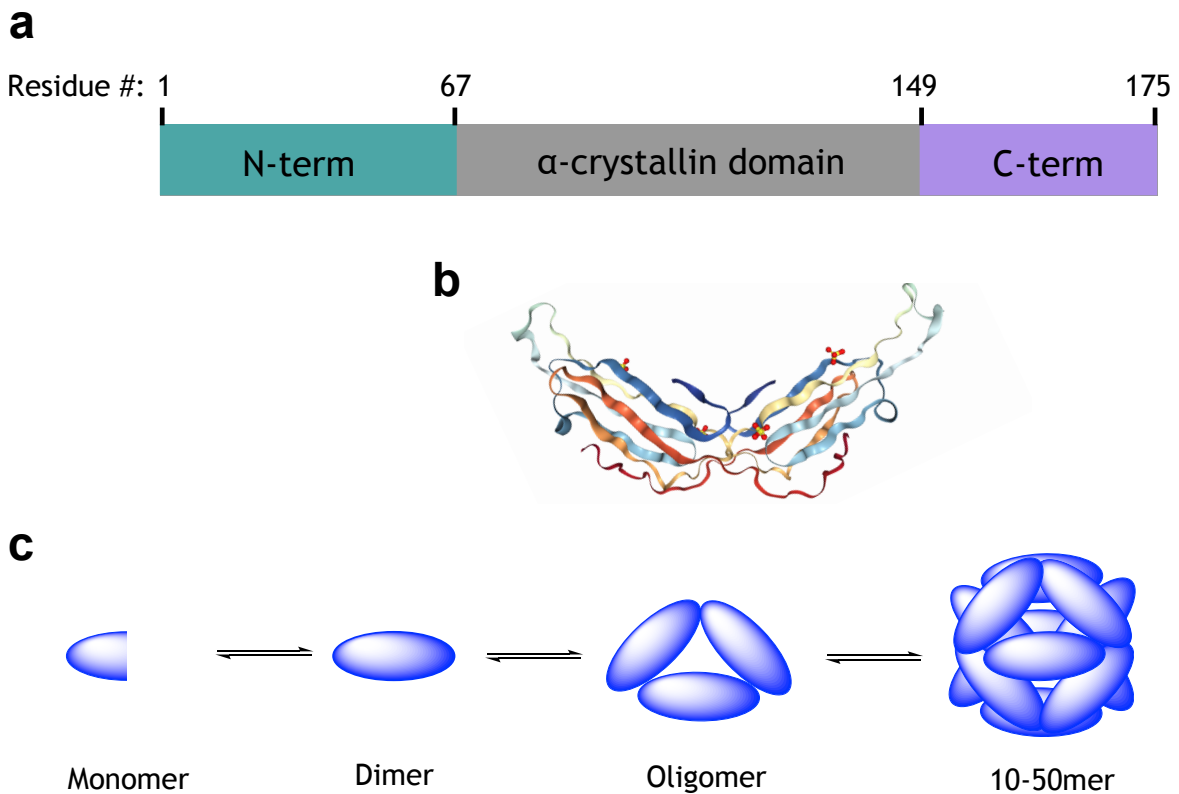 a
Residue #: 1 67 149 175
N-term α-crystallin domain C-term
b
c
Monomer Dimer Oligomer 10-50mer